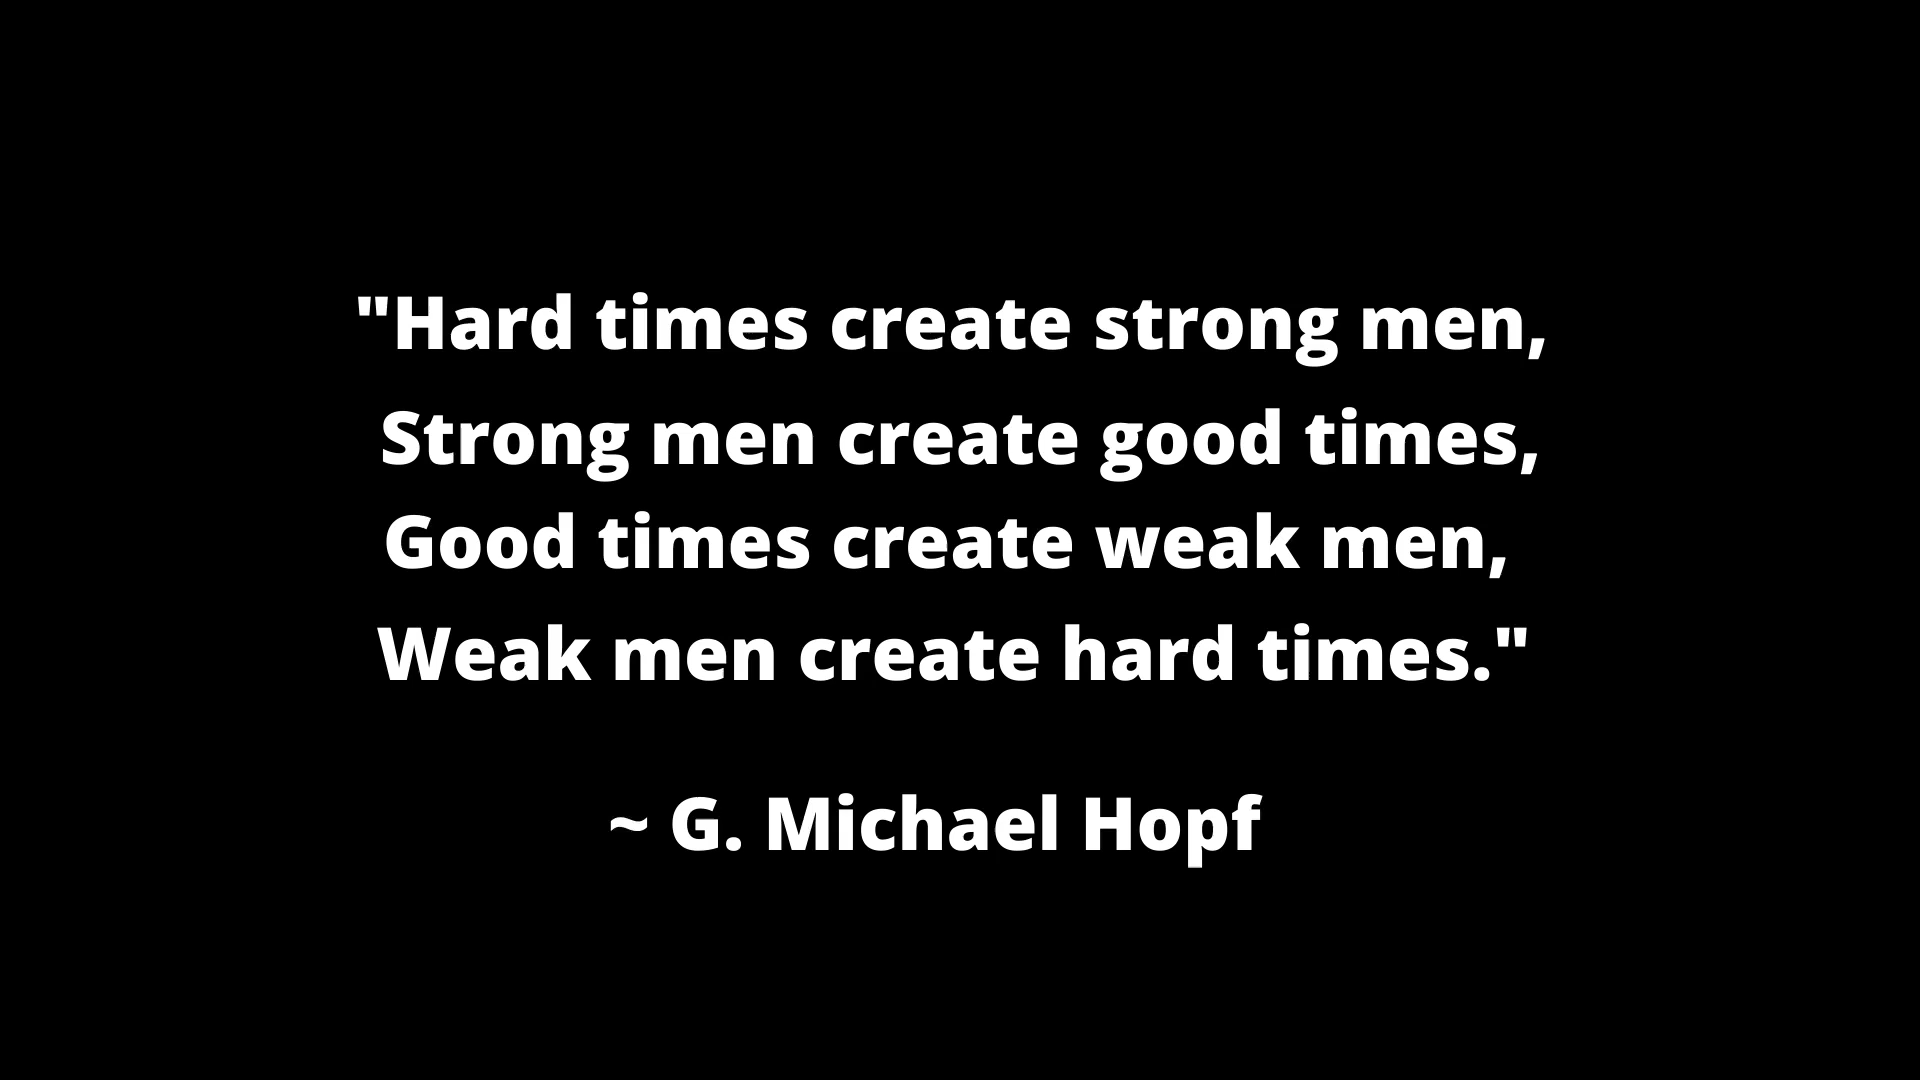 "Hard times create strong men,
Strong men create good times,
Good times create weak men,
Weak men create hard times."
~ G. Michael Hopf